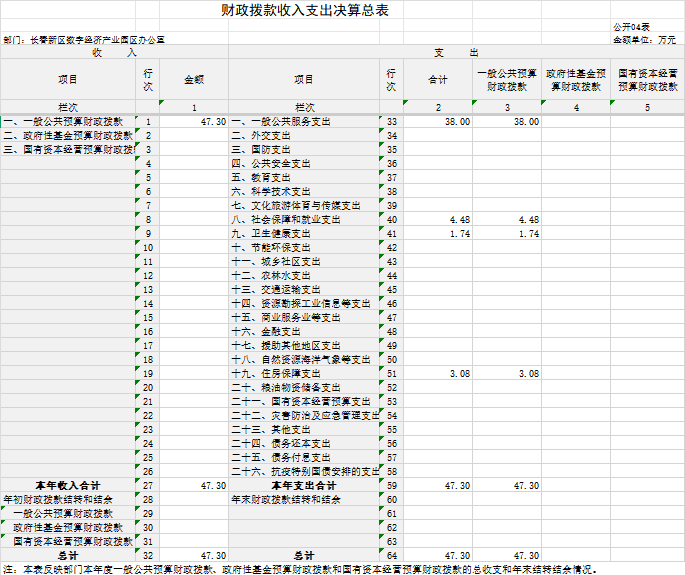 财政拨款收入支出决算总表
公开04表
部门：长春新区数字经济产业园区办公室 金额单位：万元
收 入 支 出
项目 行次 金额 项目 行次 合计 一般公共预算财政拨款 政府性基金预算财政拨款 国有资本经营预算财政拨款
栏次 1 栏次 2 3 4 5
一、一般公共预算财政拨款 1 47.30 一、一般公共服务支出 33 38.00 38.00
二、政府性基金预算财政拨款 2 二、外交支出 34
三、国有资本经营预算财政拨 3 三、国防支出 35
4 四、公共安全支出 36
5 五、教育支出 37
6 六、科学技术支出 38
7 七、文化旅游体育与传媒支出 39
8 八、社会保障和就业支出 40 4.48 4.48
9 九、卫生健康支出 41 1.74 1.74
10 十、节能环保支出 42
11 十一、城乡社区支出 43
12 十二、农林水支出 44
13 十三、交通运输支出 45
14 十四、资源勘探工业信息等支出 46
15 十五、商业服务业等支出 47
16 十六、金融支出 48
17 十七、援助其他地区支出 49
18 十八、自然资源海洋气象等支出 50
19 十九、住房保障支出 51 3.08 3.08
20 二十、粮油物资储备支出 52
21 二十一、国有资本经营预算支出 53
22 二十二、灾害防治及应急管理支出 54
23 二十三、其他支出 55
24 二十四、债务还本支出 56
25 二十五、债务付息支出 57
26 二十六、抗疫特别国债安排的支出 58
本年收入合计 27 47.30 本年支出合计 59 47.30 47.30
年初财政拨款结转和结余 28 年末财政拨款结转和结余 60
一般公共预算财政拨款 29 61
政府性基金预算财政拨款 30 62
国有资本经营预算财政拨款 31 63
总计 32 47.30 总计 64 47.30 47.30
注：本表反映部门本年度一般公共预算财政拨款、政府性基金预算财政拨款和国有资本经营预算财政拨款的总收支和年末结转结余情况。